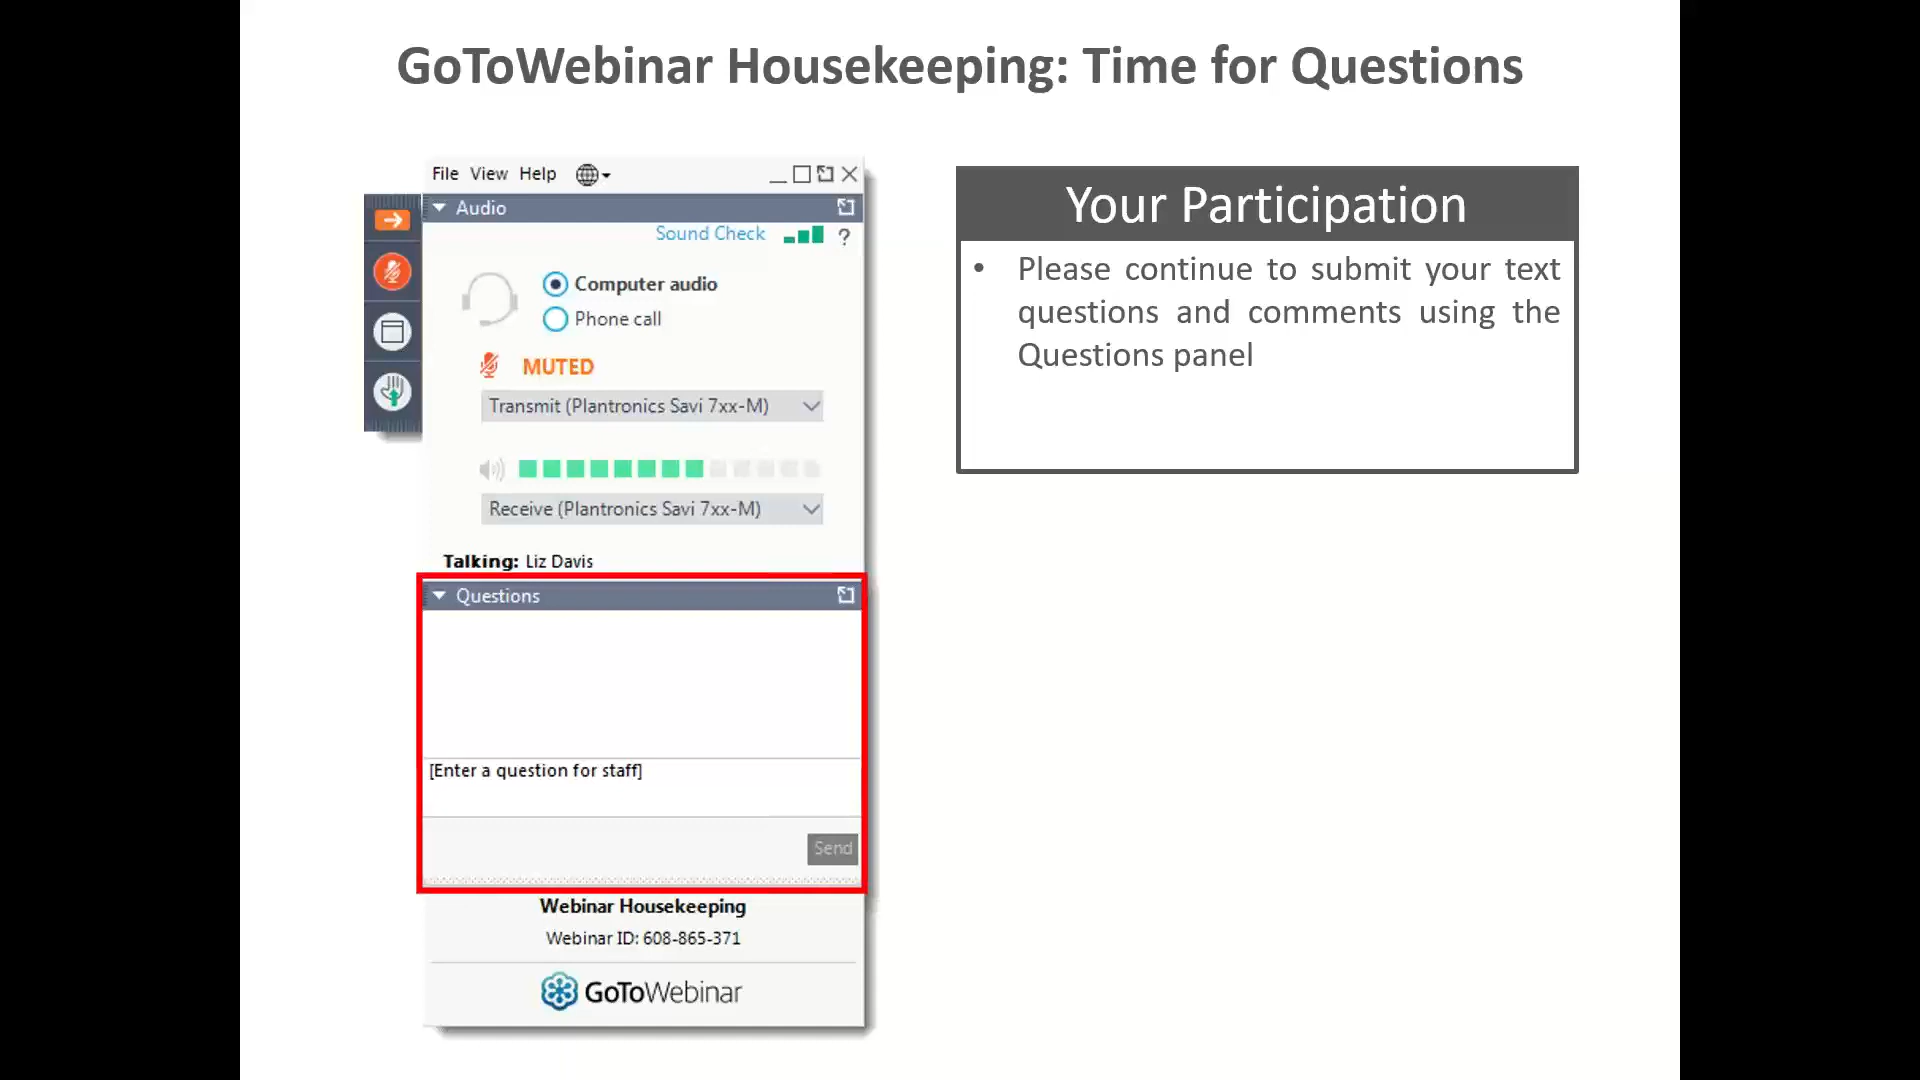 GoToWebinar Housekeeping: Time for Questions
File View Help
Audio
Sound Check
?
Computer audio
Phone call
MUTED
Transmit (Plantronics Savi 7xx-M)
Receive (Plantronics Savi 7xx-M)
Talking: Liz Davis
Questions
[Enter a question for staff]
Send
Webinar Housekeeping
Webinar ID: 608-865-371
GoToWebinar
Your Participation
• Please continue to submit your text
questions and comments using the
Questions panel